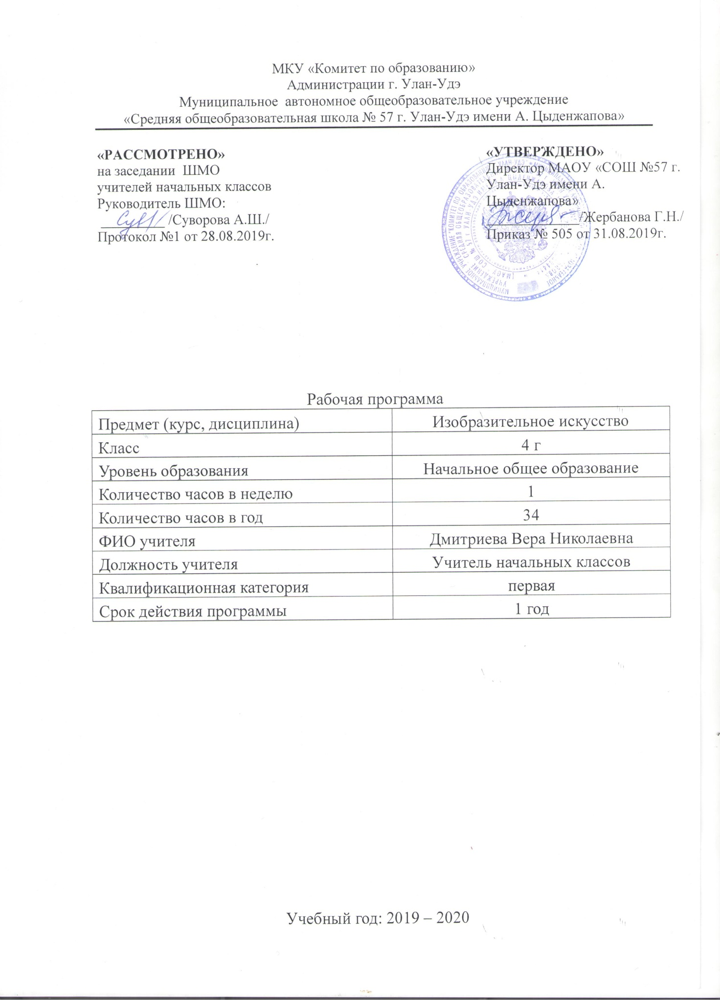 МКУ «Комитет по образованию»
Администрации г. Улан-Удэ
Муниципальное автономное общеобразовательное учреждение
«Средняя общеобразовательная школа № 57 г. Улан-Удэ имени А. Цыденжапова»
«РАССМОТРЕНО»
на заседании ШМО
учителей начальных классов
Руководитель ШМО:
/Суворова А.Ш./
Протокол №1 от 28.08.2019г.
«УТВЕРЖДЕНО»
Директор МАОУ «СОШ №57 г.
Улан-Удэ имени А.
Цыденжапова»
/Жербанова Г.Н./
Приказ № 505 от 31.08.2019г.
Рабочая программа
Предмет (курс, дисциплина) Изобразительное искусство
Класс 4 г
Уровень образования Начальное общее образование
Количество часов в неделю 1
Количество часов в год 34
ФИО учителя Дмитриева Вера Николаевна
Должность учителя Учитель начальных классов
Квалификационная категория первая
Срок действия программы 1 год
Учебный год: 2019 – 2020